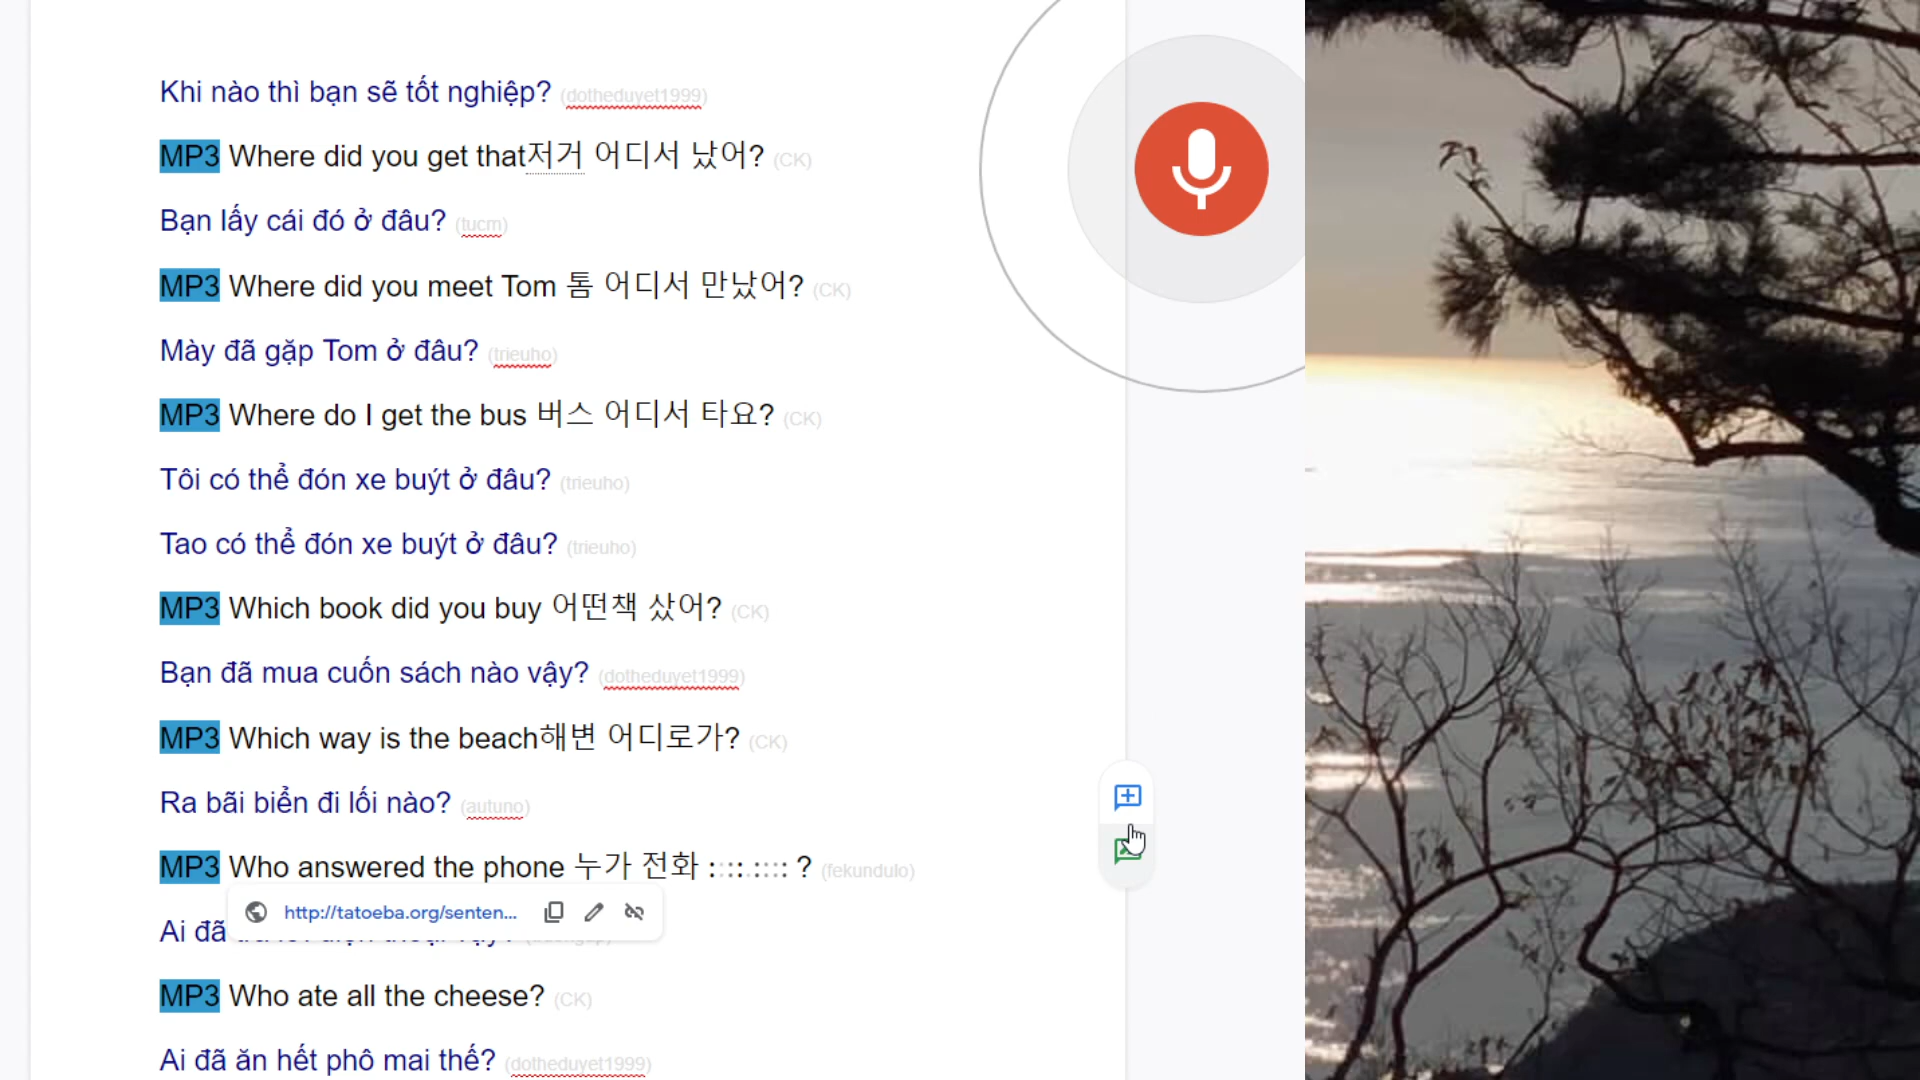 Khi nào thì bạn sẽ tốt nghiệp? (dotheduyet1999)
MP3 Where did you get that저거 어디서 났어? (CK)
Bạn lấy cái đó ở đâu? (tucm)
MP3 Where did you meet Tom 톰 어디서 만났어? (CK)
Mày đã gặp Tom ở đâu? (trieuho)
MP3 Where do I get the bus 버스 어디서 타요? (CK)
Tôi có thể đón xe buýt ở đâu? (trieuho)
Tao có thể đón xe buýt ở đâu? (trieuho)
MP3 Which book did you buy 어떤책 샀어? (CK)
Bạn đã mua cuốn sách nào vậy? (dotheduyet1999)
MP3 Which way is the beach해변 어디로가? (CK)
Ra bãi biển đi lối nào? (autuno)
MP3 Who answered the phone 누가 전화 ? (fekundulo)
http://tatoeba.org/senten...
Ai đã
MP3 Who ate all the cheese? (CK)
Ai đã ăn hết phô mai thế? (dotheduyet1999)